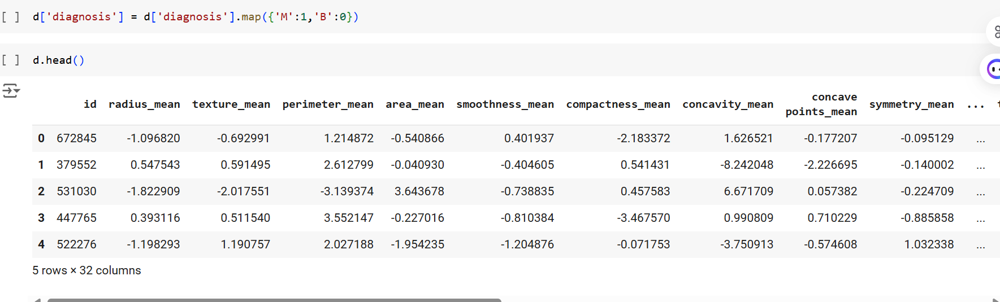 [ ] d['diagnosis'] = d['diagnosis'].map({'M':1,'B':0})
[ ] d.head()
id radius_mean texture_mean perimeter_mean area_mean smoothness_mean compactness_mean concavity_mean concave points_mean symmetry_mean ...
0 672845 -1.096820 -0.692991 1.214872 -0.540866 0.401937 -2.183372 1.626521 -0.177207 -0.095129 ...
1 379552 0.547543 0.591495 2.612799 -0.040930 -0.404605 0.541431 -8.242048 -2.226695 -0.140002 ...
2 531030 -1.822909 -2.017551 -3.139374 3.643678 -0.738835 0.457583 6.671709 0.057382 -0.224709 ...
3 447765 0.393116 0.511540 3.552147 -0.227016 -0.810384 -3.467570 0.990809 0.710229 -0.885858 ...
4 522276 -1.198293 1.190757 2.027188 -1.954235 -1.204876 -0.071753 -3.750913 -0.574608 1.032338 ...
5 rows × 32 columns